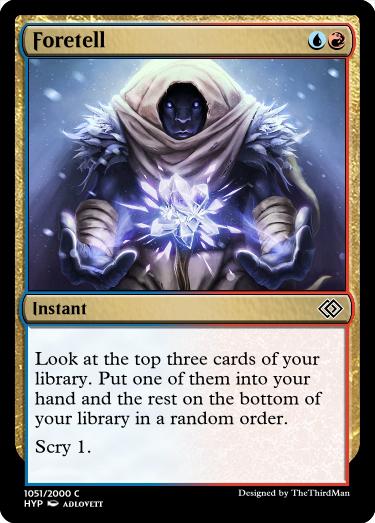 Foretell
Instant
Look at the top three cards of your
library. Put one of them into your
hand and the rest on the bottom of
your library in a random order.
Scry 1.
1051/2000 C
HYP ADLOVETT
Designed by TheThirdMan